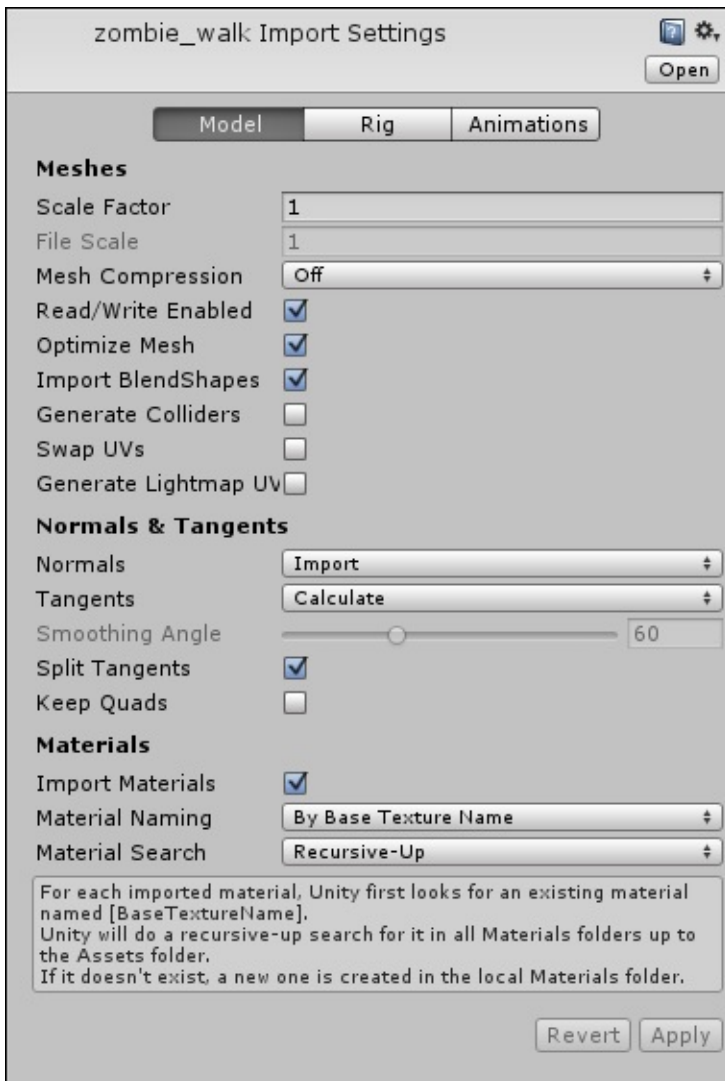 zombie_walk Import Settings
Open
Model Rig Animations
Meshes
Scale Factor 1
File Scale 1
Mesh Compression Off
Read/Write Enabled
Optimize Mesh
Import BlendShapes
Generate Colliders
Swap UVs
Generate Lightmap UV
Normals & Tangents
Normals Import
Tangents Calculate
Smoothing Angle 60
Split Tangents
Keep Quads
Materials
Import Materials
Material Naming By Base Texture Name
Material Search Recursive-Up
For each imported material, Unity first looks for an existing material
named [BaseTextureName].
Unity will do a recursive-up search for it in all Materials folders up to
the Assets folder.
If it doesn't exist, a new one is created in the local Materials folder.
Revert Apply